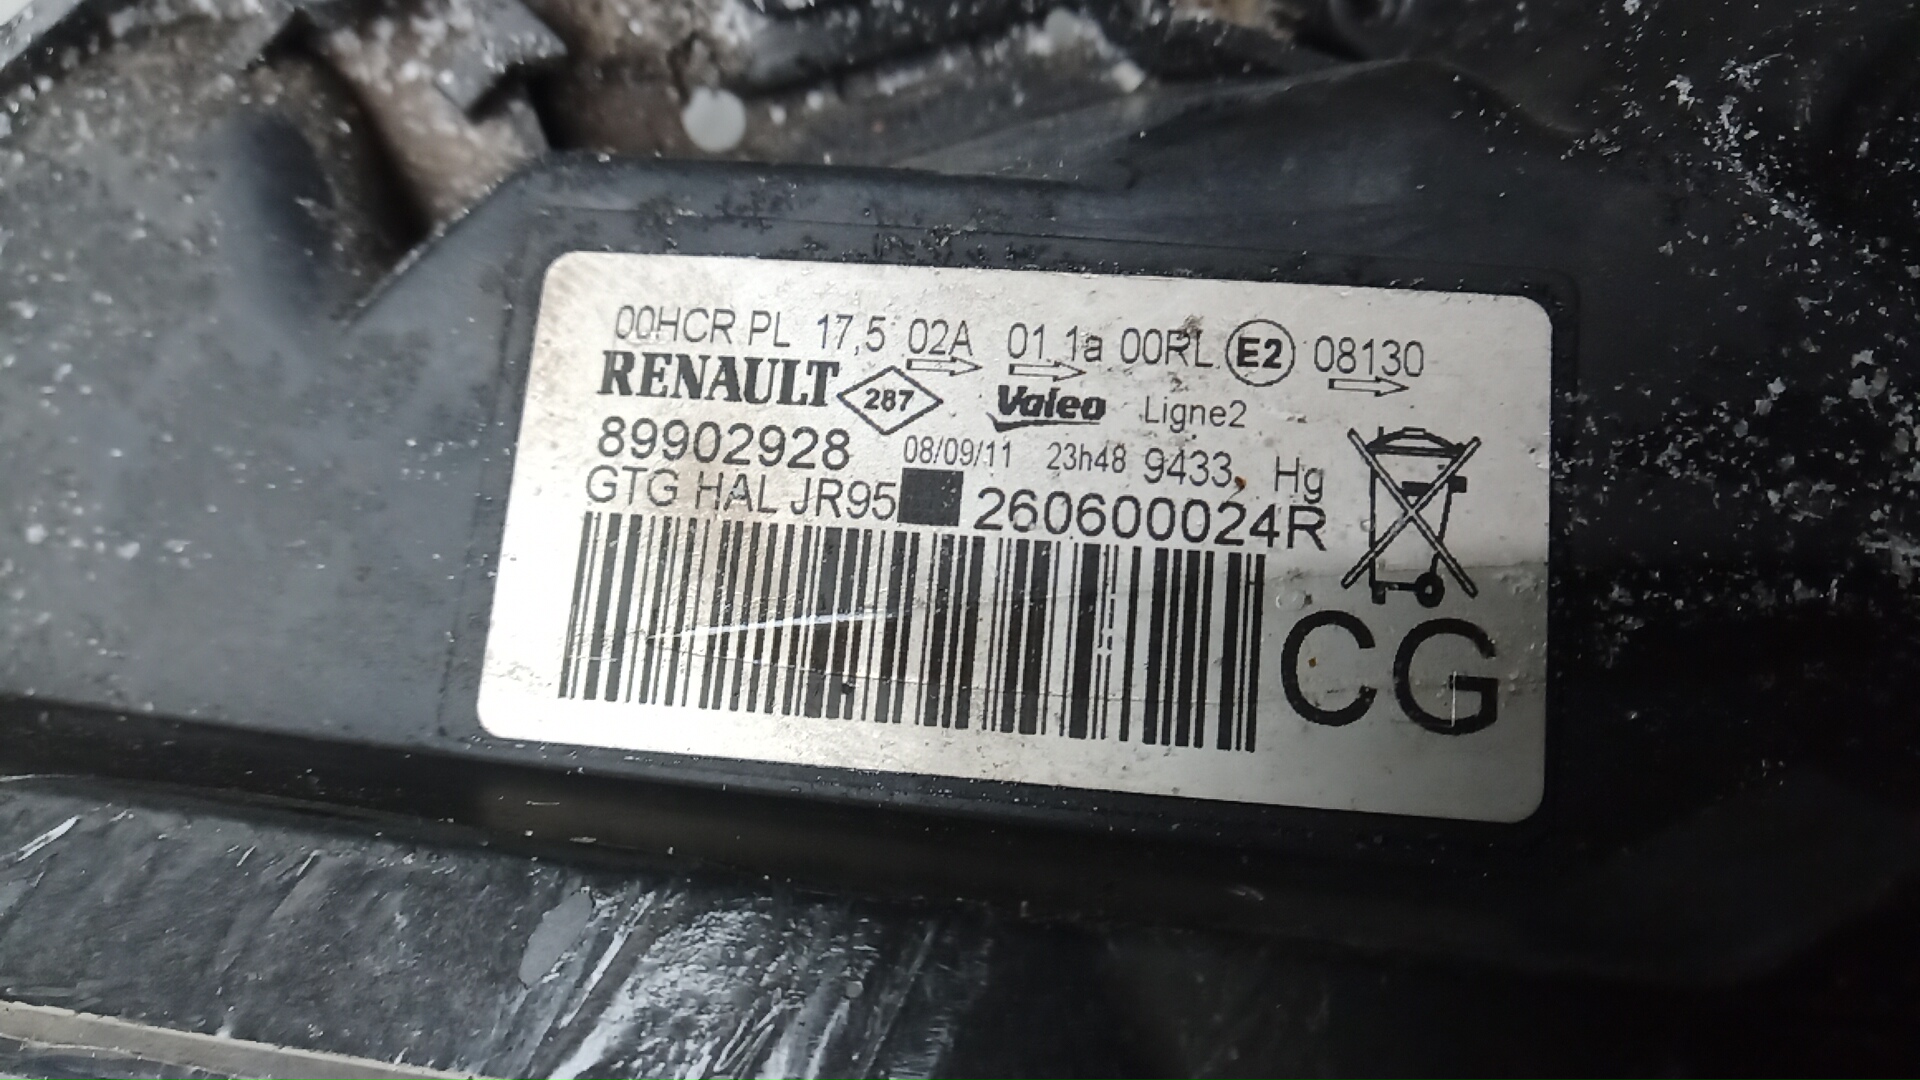 00HCR PL 17,5 02A 01 1a 00RL E2 08130
RENAULT 287 Valeo Ligne2
89902928 08/09/11 23h48 9433, Hg
GTG HAL JR95 260600024R
CG